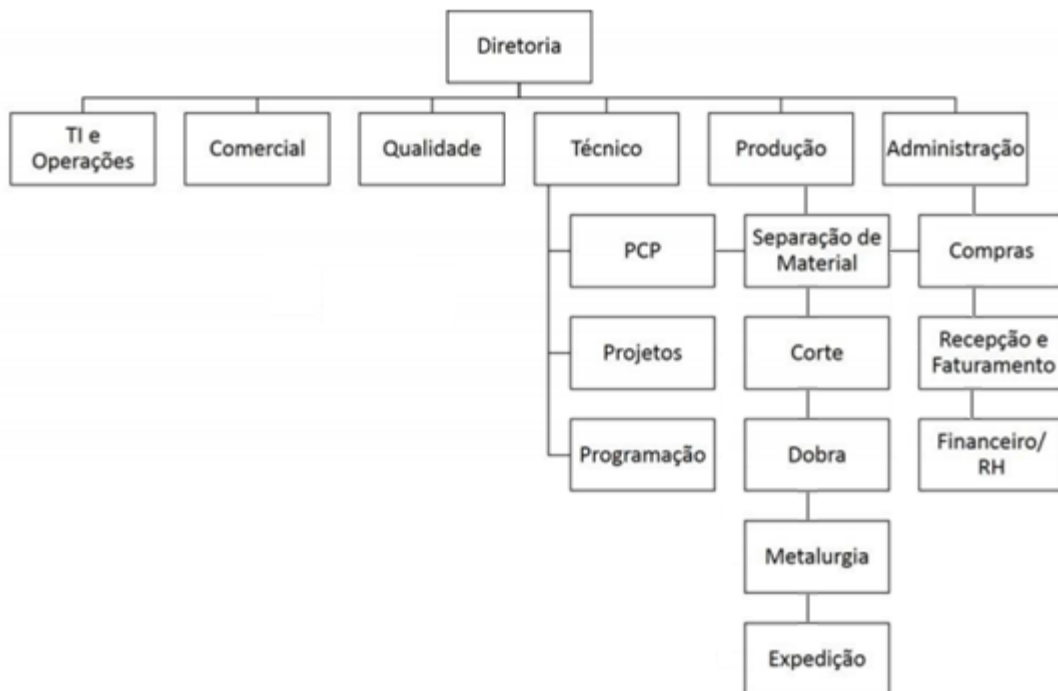 Diretoria
TI e
Operações
Comercial
Qualidade
Técnico
Produção
Administração
PCP
Separação de
Material
Compras
Projetos
Corte
Recepção e
Faturamento
Programação
Dobra
Financeiro/
RH
Metalurgia
Expedição